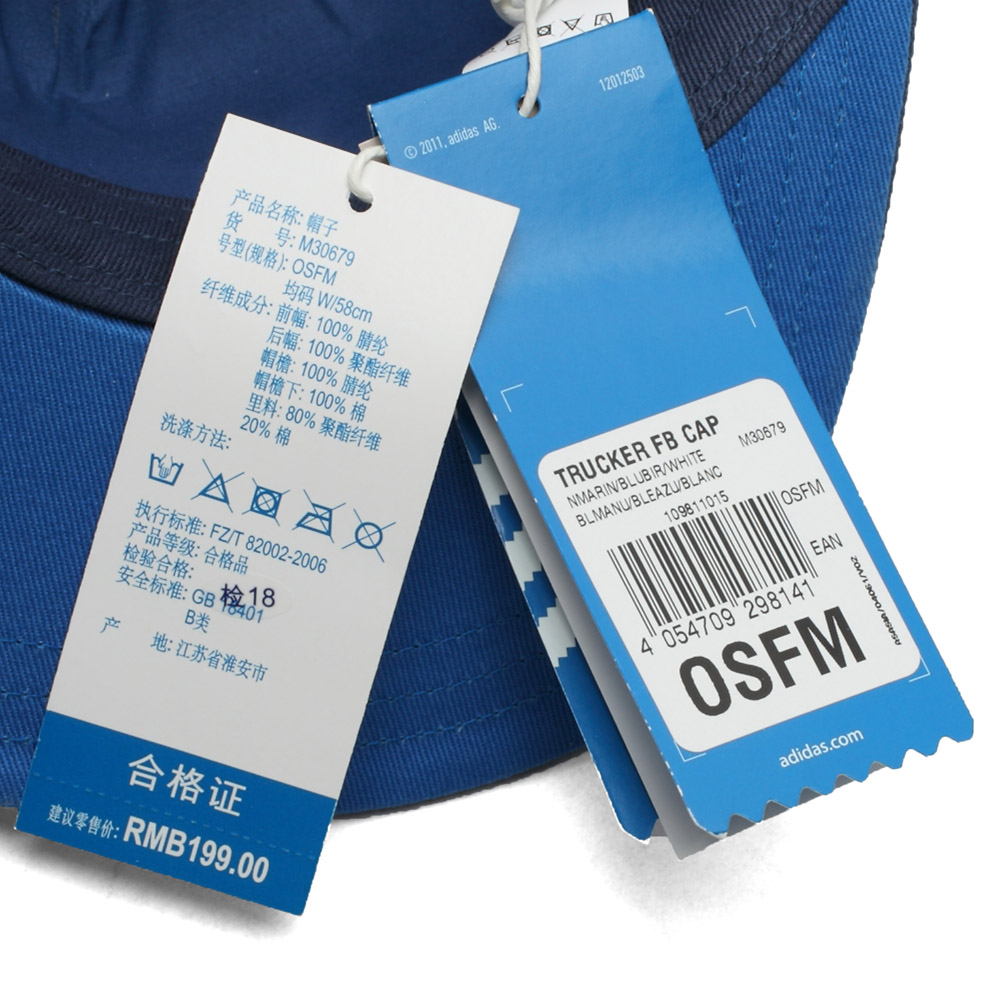 产品名称: 帽子
货 号: M30679
号型(规格): OSFM
均码 W/58cm
纤维成分: 前幅: 100% 腈纶
后幅: 100% 聚酯纤维
帽檐: 100% 腈纶
帽檐下: 100% 棉
里料: 80% 聚酯纤维
20% 棉
洗涤方法:
执行标准: FZ/T 82002-2006
产品等级: 合格品
检验合格: 检18
安全标准: GB 18401
B类
产 地: 江苏省淮安市
合格证
建议零售价: RMB199.00
12012503
© 2011, adidas AG.
TRUCKER FB CAP M30679
NMARIN/BLUBIR/WHITE
BLMANU/BLEAZU/BLANC
109811015 OSFM
EAN
4 054709 298141
OSFM
adidas.com